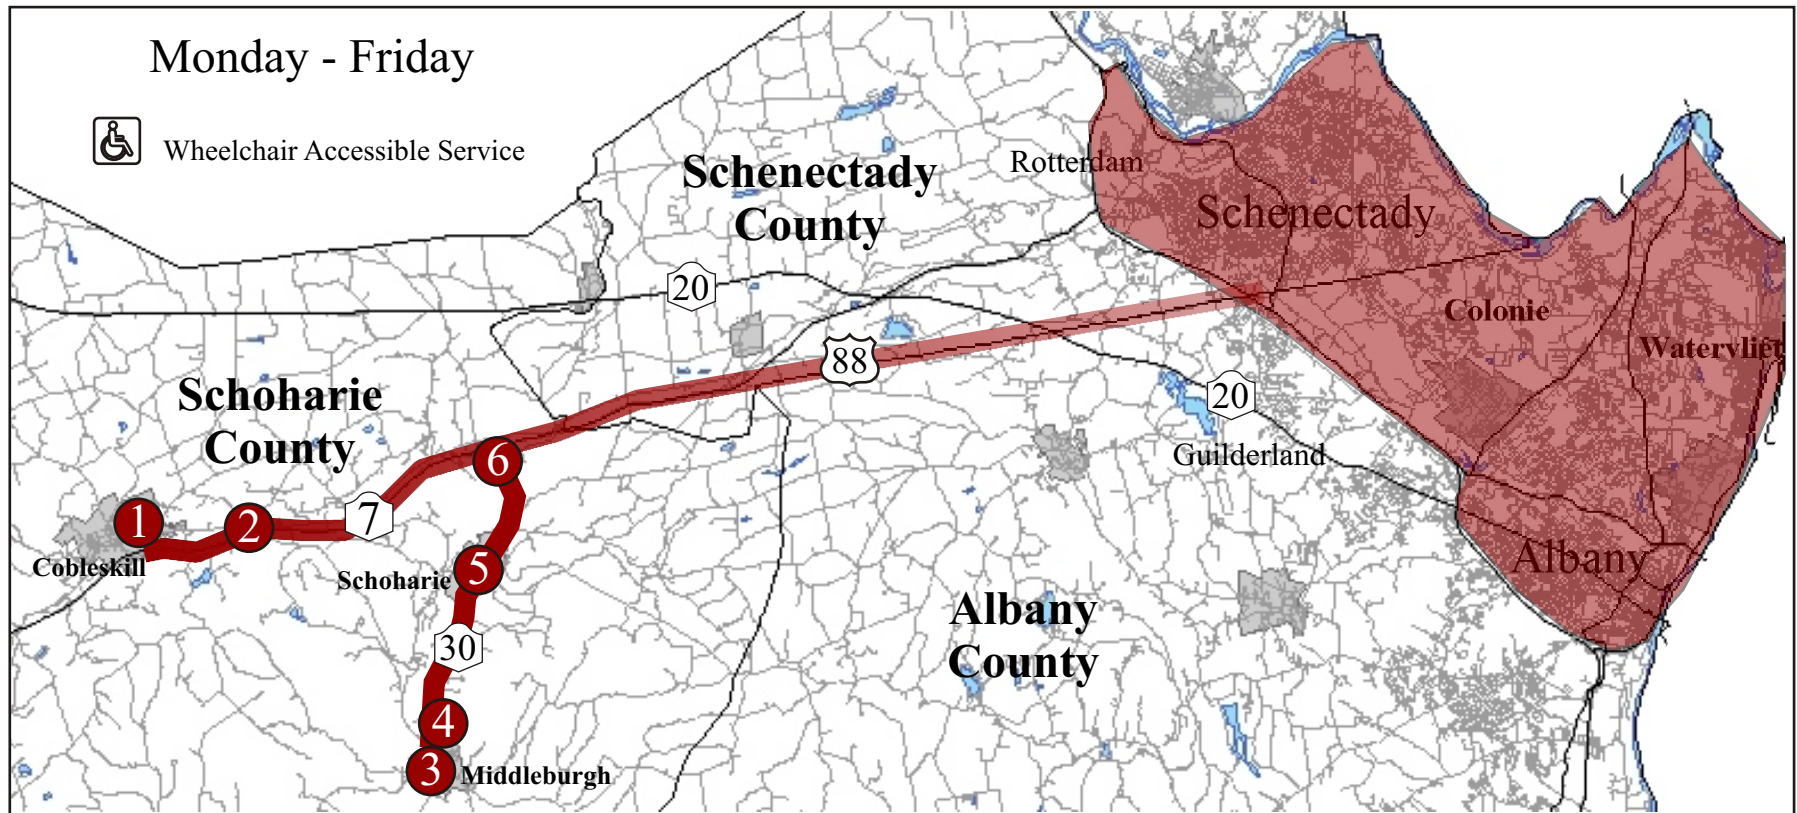 Monday - Friday
Wheelchair Accessible Service
Schenectady
County
Rotterdam
Schenectady
20
Colonie
Watervliet
88
20
Schoharie
County
Guilderland
6
1
2
7
Cobleskill
Schoharie
5
Albany
30
Albany
County
4
3
Middleburgh